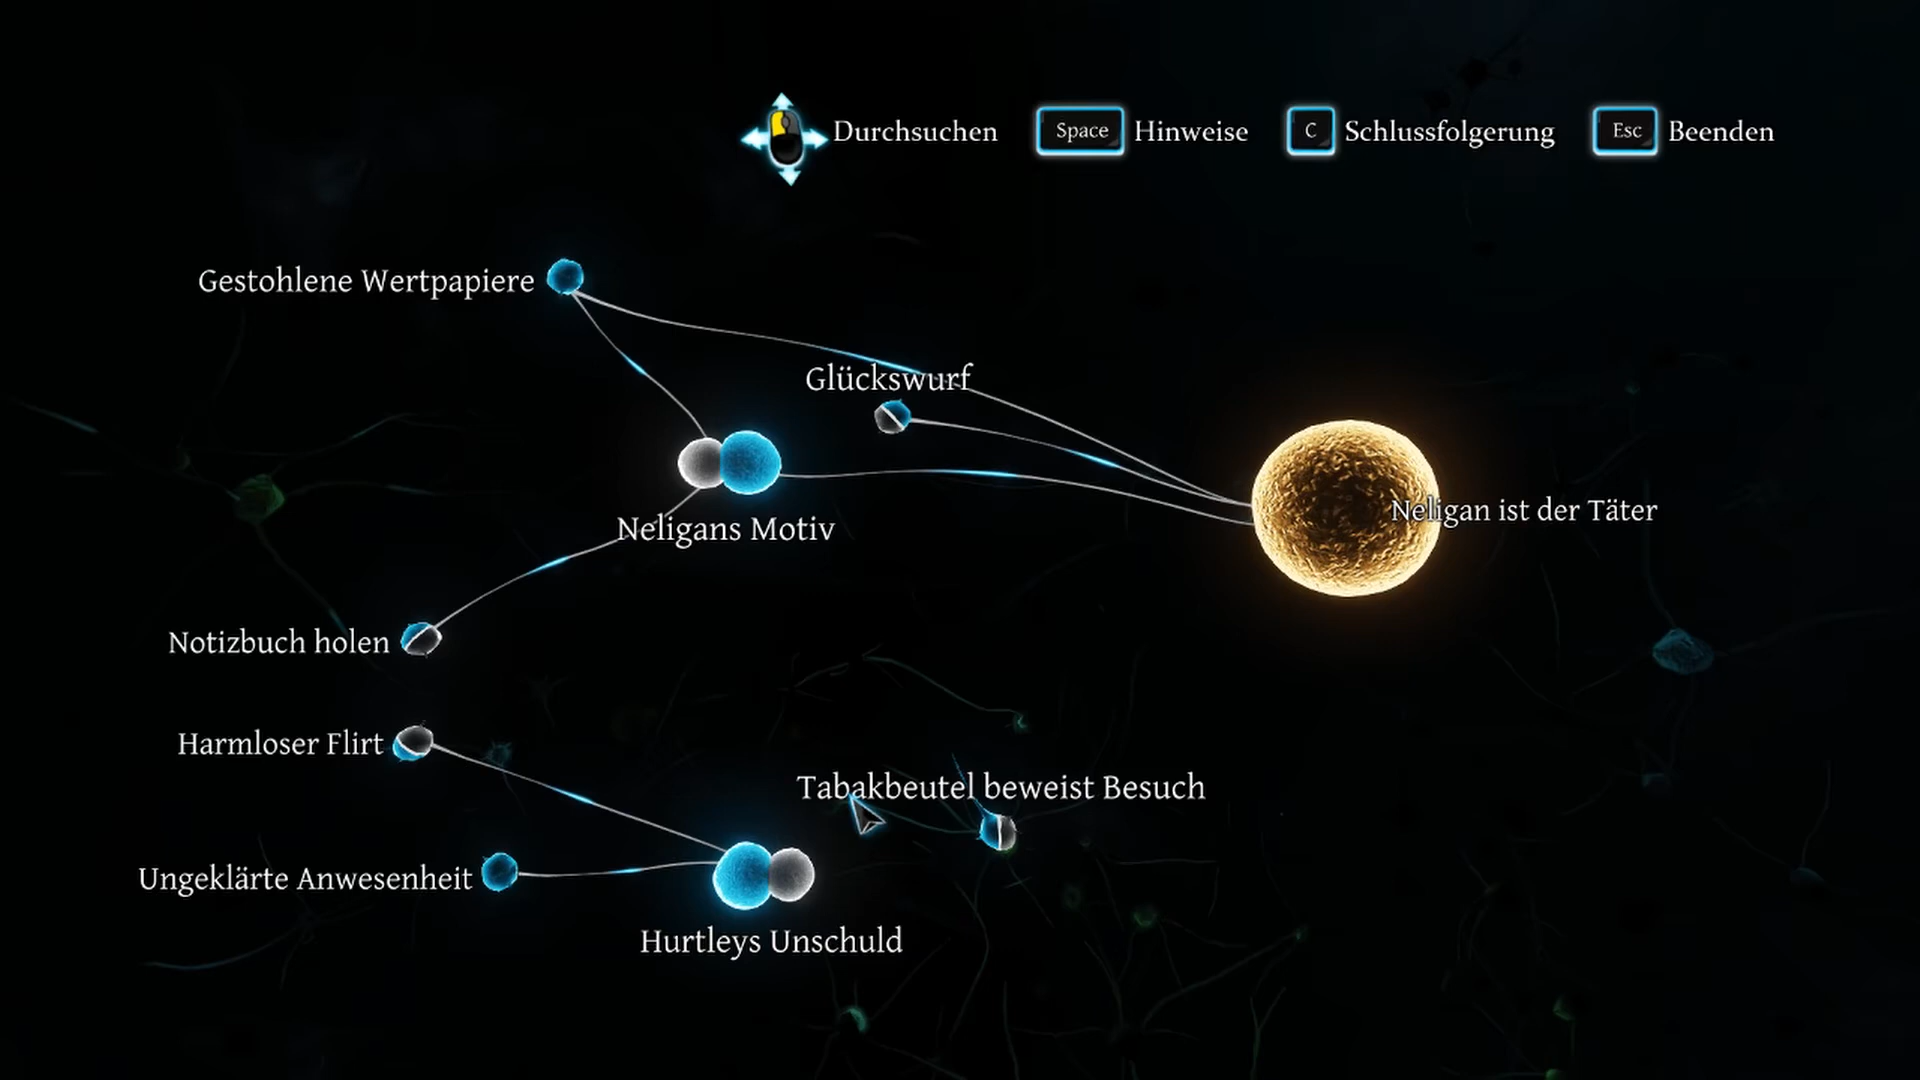 Durchsuchen
Space Hinweise
C Schlussfolgerung
Esc Beenden
Gestohlene Wertpapiere
Glückswurf
Neligan ist der Täter
Neligans Motiv
Notizbuch holen
Harmloser Flirt
Tabakbeutel beweist Besuch
Ungeklärte Anwesenheit
Hurtleys Unschuld